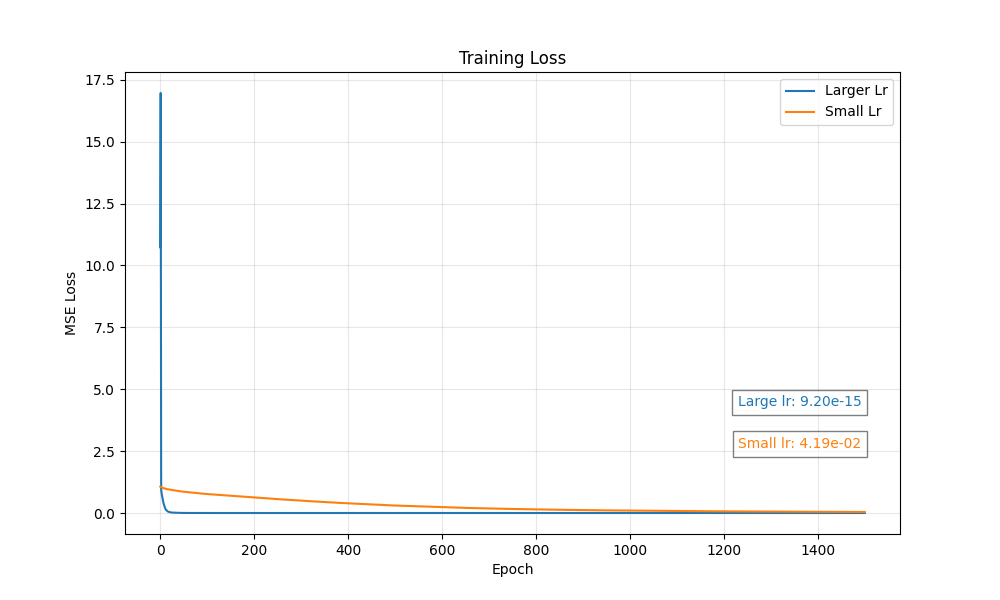 Training Loss
Larger Lr
Small Lr
17.5
15.0
12.5
10.0
7.5
5.0
2.5
0.0
MSE Loss
Large lr: 9.20e-15
Small lr: 4.19e-02
0 200 400 600 800 1000 1200 1400
Epoch